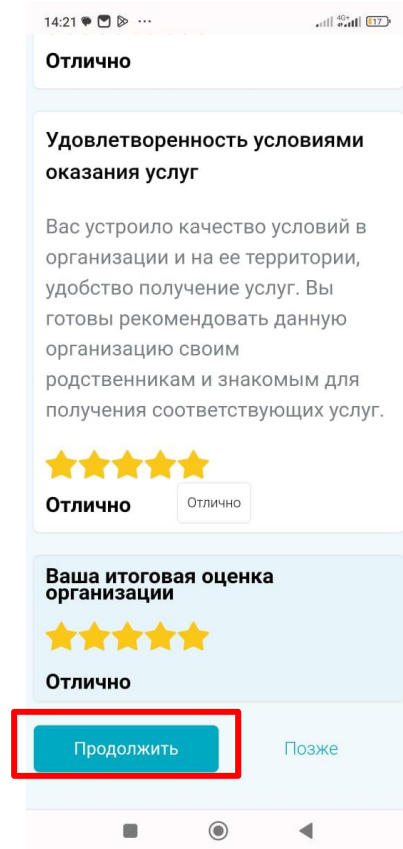 14:21 ··· 4G+ 17
Отлично
Удовлетворенность условиями
оказания услуг
Вас устроило качество условий в
организации и на ее территории,
удобство получение услуг. Вы
готовы рекомендовать данную
организацию своим
родственникам и знакомым для
получения соответствующих услуг.
Отлично
Отлично
Ваша итоговая оценка
организации
Отлично
Продолжить
Позже